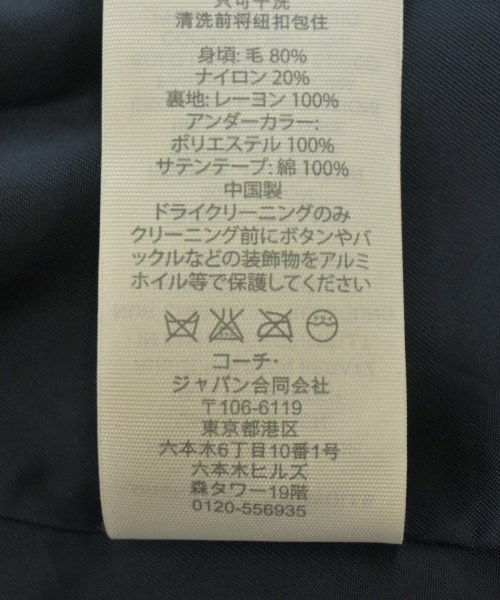 只可干洗
清洗前将纽扣包住
身頃: 毛 80%
ナイロン 20%
裏地: レーヨン 100%
アンダーカラー:
ポリエステル 100%
サテンテープ: 綿 100%
中国製
ドライクリーニングのみ
クリーニング前にボタンやバ
ックルなどの装飾物をアルミ
ホイル等で保護してください
コーチ・
ジャパン合同会社
〒106-6119
東京都港区
六本木6丁目10番1号
六本木ヒルズ
森タワー19階
0120-556935